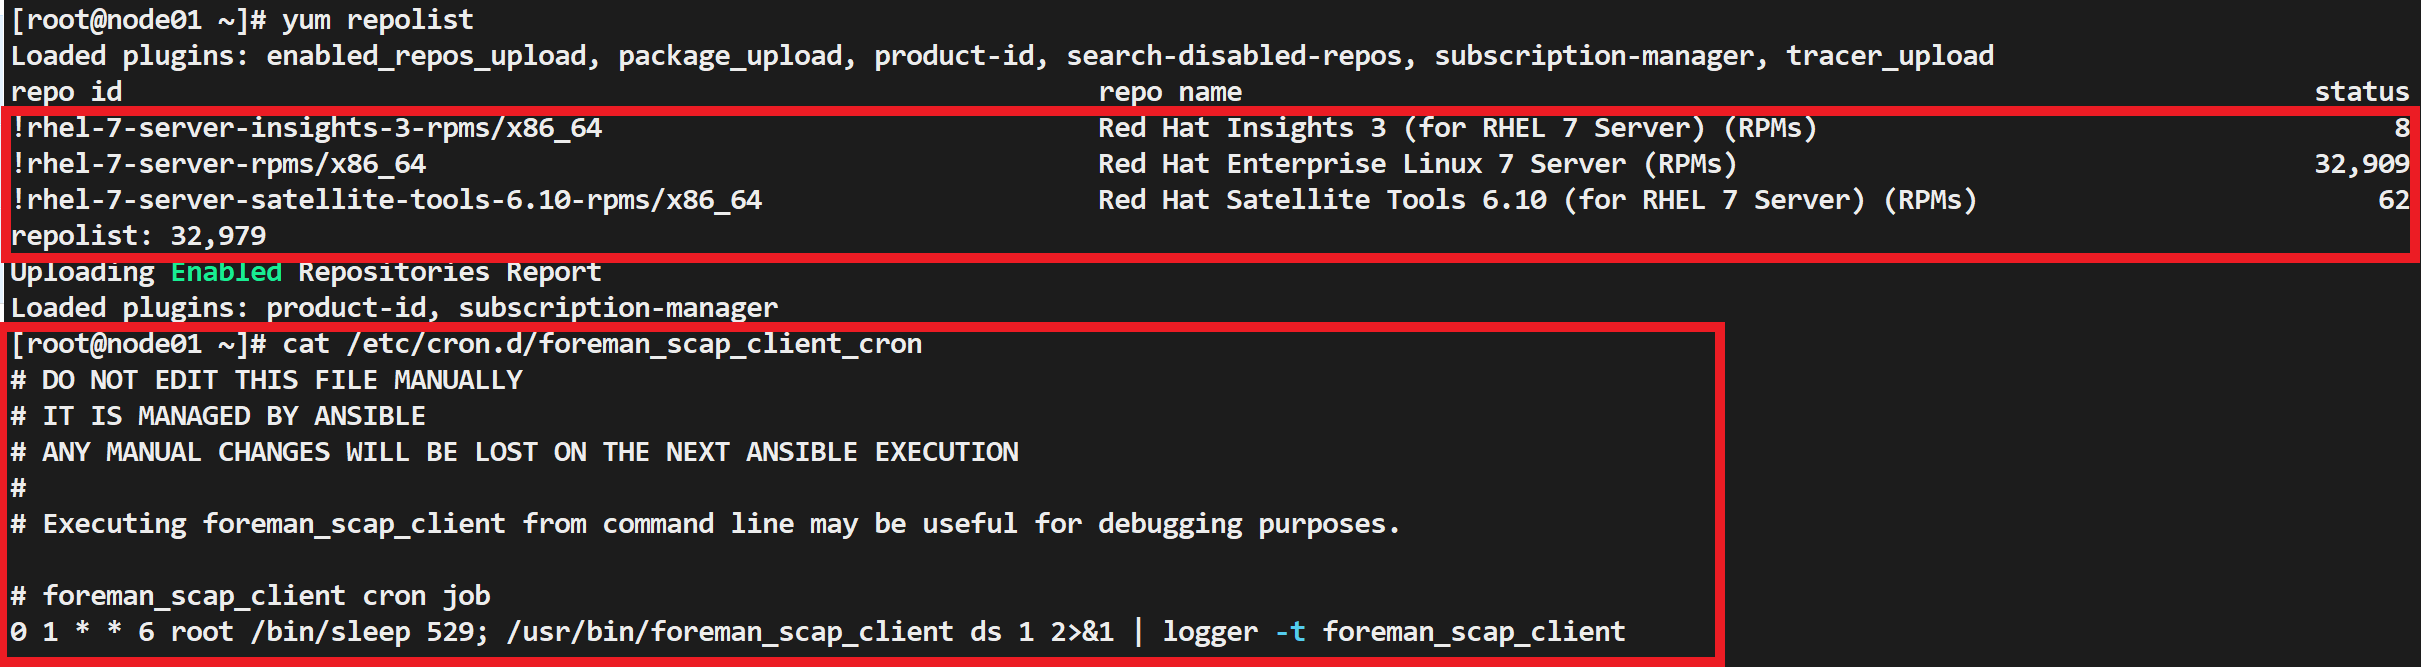 [root@node01 ~]# yum repolist
Loaded plugins: enabled_repos_upload, package_upload, product-id, search-disabled-repos, subscription-manager, tracer_upload
repo id repo name status
!rhel-7-server-insights-3-rpms/x86_64 Red Hat Insights 3 (for RHEL 7 Server) (RPMs) 8
!rhel-7-server-rpms/x86_64 Red Hat Enterprise Linux 7 Server (RPMs) 32,909
!rhel-7-server-satellite-tools-6.10-rpms/x86_64 Red Hat Satellite Tools 6.10 (for RHEL 7 Server) (RPMs) 62
repolist: 32,979
Uploading Enabled Repositories Report
Loaded plugins: product-id, subscription-manager
[root@node01 ~]# cat /etc/cron.d/foreman_scap_client_cron
# DO NOT EDIT THIS FILE MANUALLY
# IT IS MANAGED BY ANSIBLE
# ANY MANUAL CHANGES WILL BE LOST ON THE NEXT ANSIBLE EXECUTION
#
# Executing foreman_scap_client from command line may be useful for debugging purposes.
# foreman_scap_client cron job
0 1 * * 6 root /bin/sleep 529; /usr/bin/foreman_scap_client ds 1 2>&1 | logger -t foreman_scap_client